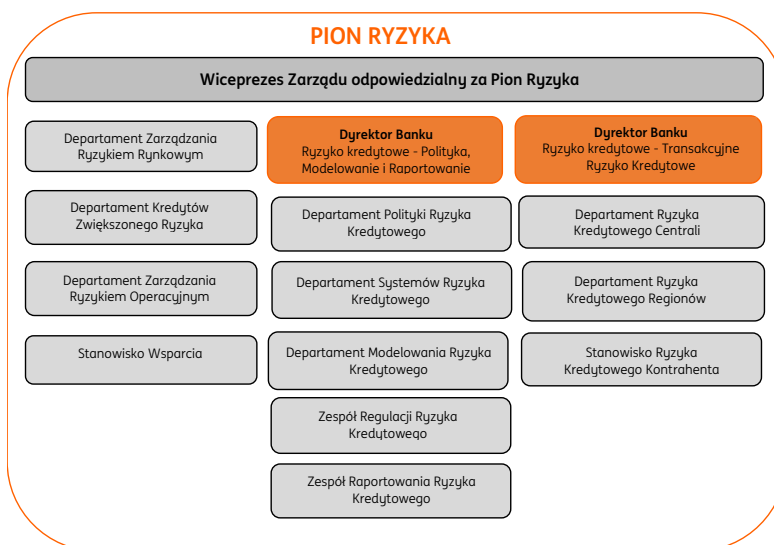 PION RYZYKA
Wiceprezes Zarządu odpowiedzialny za Pion Ryzyka
Departament Zarządzania
Ryzykiem Rynkowym
Departament Kredytów
Zwiększonego Ryzyka
Departament Zarządzania
Ryzykiem Operacyjnym
Stanowisko Wsparcia
Dyrektor Banku
Ryzyko kredytowe - Polityka,
Modelowanie i Raportowanie
Departament Polityki Ryzyka
Kredytowego
Departament Systemów Ryzyka
Kredytowego
Departament Modelowania Ryzyka
Kredytowego
Zespół Regulacji Ryzyka
Kredytowego
Zespół Raportowania Ryzyka
Kredytowego
Dyrektor Banku
Ryzyko kredytowe - Transakcyjne
Ryzyko Kredytowe
Departament Ryzyka
Kredytowego Centrali
Departament Ryzyka
Kredytowego Regionów
Stanowisko Ryzyka
Kredytowego Kontrahenta